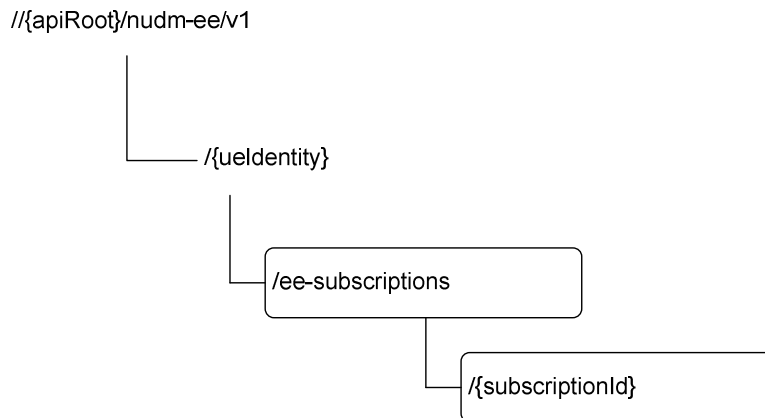 //{apiRoot}/nudm-ee/v1
/{ueIdentity}
/ee-subscriptions
/{subscriptionId}